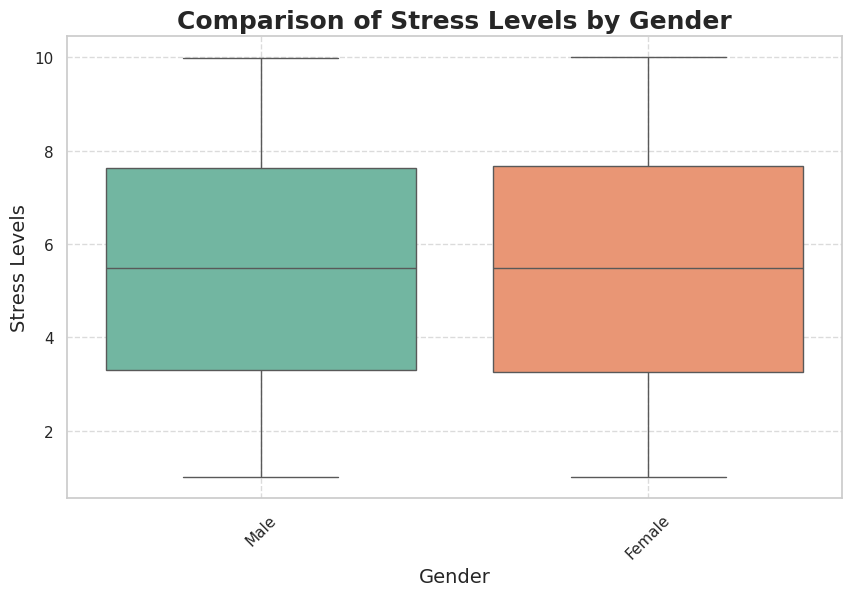 Comparison of Stress Levels by Gender
10
8
6
4
2
Stress Levels
Male
Female
Gender